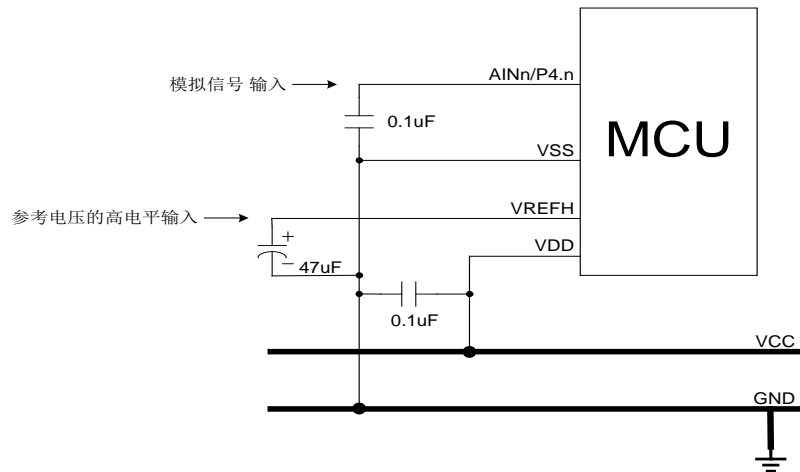 AINn/P4.n
模拟信号 输入
0.1uF
MCU
VSS
参考电压的高电平输入
VREFH
+
VDD
−
47uF
0.1uF
VCC
GND